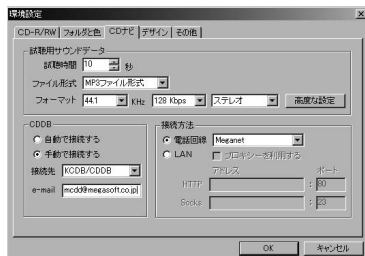 環境設定
CD-R/RW フォルダと色 CDナビ デザイン その他
試聴用サウンドデータ
試聴時間 10 秒
ファイル形式 MP3ファイル形式
フォーマット 44.1 KHz 128 Kbps ステレオ 高度な設定
CDDB
自動で接続する
手動で接続する
接続先 KCDB/CDDB
e-mail mcdd@megasoft.co.jp
接続方法
電話回線 Meganet
LAN プロキシーを利用する
アドレス ポート
HTTP : 80
Socks : 23
OK キャンセル